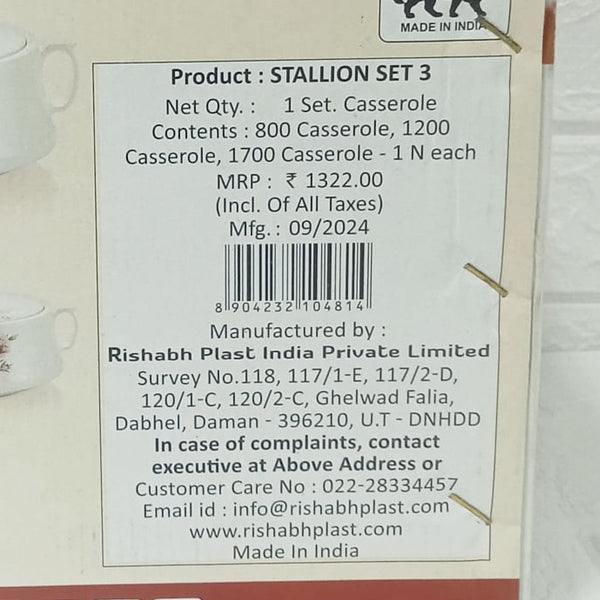 MADE IN INDIA
Product : STALLION SET 3
Net Qty. : 1 Set. Casserole
Contents : 800 Casserole, 1200
Casserole, 1700 Casserole - 1 N each
MRP : ₹ 1322.00
(Incl. Of All Taxes)
Mfg. : 09/2024
8 904232 104814
Manufactured by :
Rishabh Plast India Private Limited
Survey No.118, 117/1-E, 117/2-D,
120/1-C, 120/2-C, Ghelwad Falia,
Dabhel, Daman - 396210, U.T - DNHDD
In case of complaints, contact
executive at Above Address or
Customer Care No : 022-28334457
Email id : info@rishabhplast.com
www.rishabhplast.com
Made In India